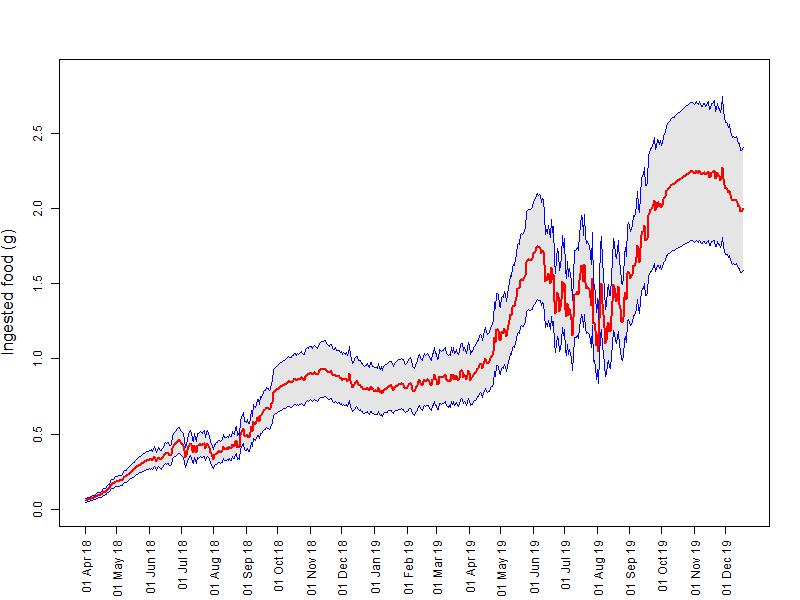 Ingested food (g)
2.5
2.0
1.5
1.0
0.5
0.0
01 Apr 18
01 May 18
01 Jun 18
01 Jul 18
01 Aug 18
01 Sep 18
01 Oct 18
01 Nov 18
01 Dec 18
01 Jan 19
01 Feb 19
01 Mar 19
01 Apr 19
01 May 19
01 Jun 19
01 Jul 19
01 Aug 19
01 Sep 19
01 Oct 19
01 Nov 19
01 Dec 19